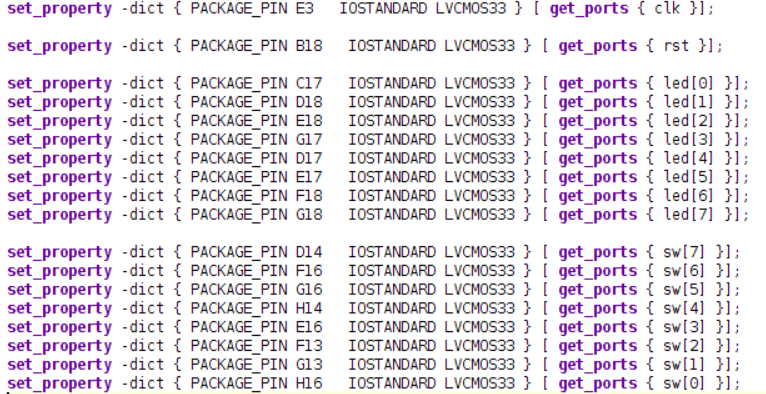 set_property -dict { PACKAGE_PIN E3   IOSTANDARD LVCMOS33 } [ get_ports { clk }];
set_property -dict { PACKAGE_PIN B18   IOSTANDARD LVCMOS33 } [ get_ports { rst }];
set_property -dict { PACKAGE_PIN C17   IOSTANDARD LVCMOS33 } [ get_ports { led[0] }];
set_property -dict { PACKAGE_PIN D18   IOSTANDARD LVCMOS33 } [ get_ports { led[1] }];
set_property -dict { PACKAGE_PIN E18   IOSTANDARD LVCMOS33 } [ get_ports { led[2] }];
set_property -dict { PACKAGE_PIN G17   IOSTANDARD LVCMOS33 } [ get_ports { led[3] }];
set_property -dict { PACKAGE_PIN D17   IOSTANDARD LVCMOS33 } [ get_ports { led[4] }];
set_property -dict { PACKAGE_PIN E17   IOSTANDARD LVCMOS33 } [ get_ports { led[5] }];
set_property -dict { PACKAGE_PIN F18   IOSTANDARD LVCMOS33 } [ get_ports { led[6] }];
set_property -dict { PACKAGE_PIN G18   IOSTANDARD LVCMOS33 } [ get_ports { led[7] }];
set_property -dict { PACKAGE_PIN D14   IOSTANDARD LVCMOS33 } [ get_ports { sw[7] }];
set_property -dict { PACKAGE_PIN F16   IOSTANDARD LVCMOS33 } [ get_ports { sw[6] }];
set_property -dict { PACKAGE_PIN G16   IOSTANDARD LVCMOS33 } [ get_ports { sw[5] }];
set_property -dict { PACKAGE_PIN H14   IOSTANDARD LVCMOS33 } [ get_ports { sw[4] }];
set_property -dict { PACKAGE_PIN E16   IOSTANDARD LVCMOS33 } [ get_ports { sw[3] }];
set_property -dict { PACKAGE_PIN F13   IOSTANDARD LVCMOS33 } [ get_ports { sw[2] }];
set_property -dict { PACKAGE_PIN G13   IOSTANDARD LVCMOS33 } [ get_ports { sw[1] }];
set_property -dict { PACKAGE_PIN H16   IOSTANDARD LVCMOS33 } [ get_ports { sw[0] }];